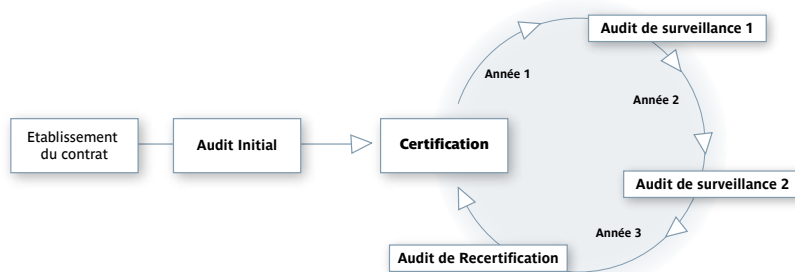 Etablissement
du contrat
Audit Initial
Certification
Année 1
Audit de surveillance 1
Année 2
Audit de surveillance 2
Année 3
Audit de Recertification